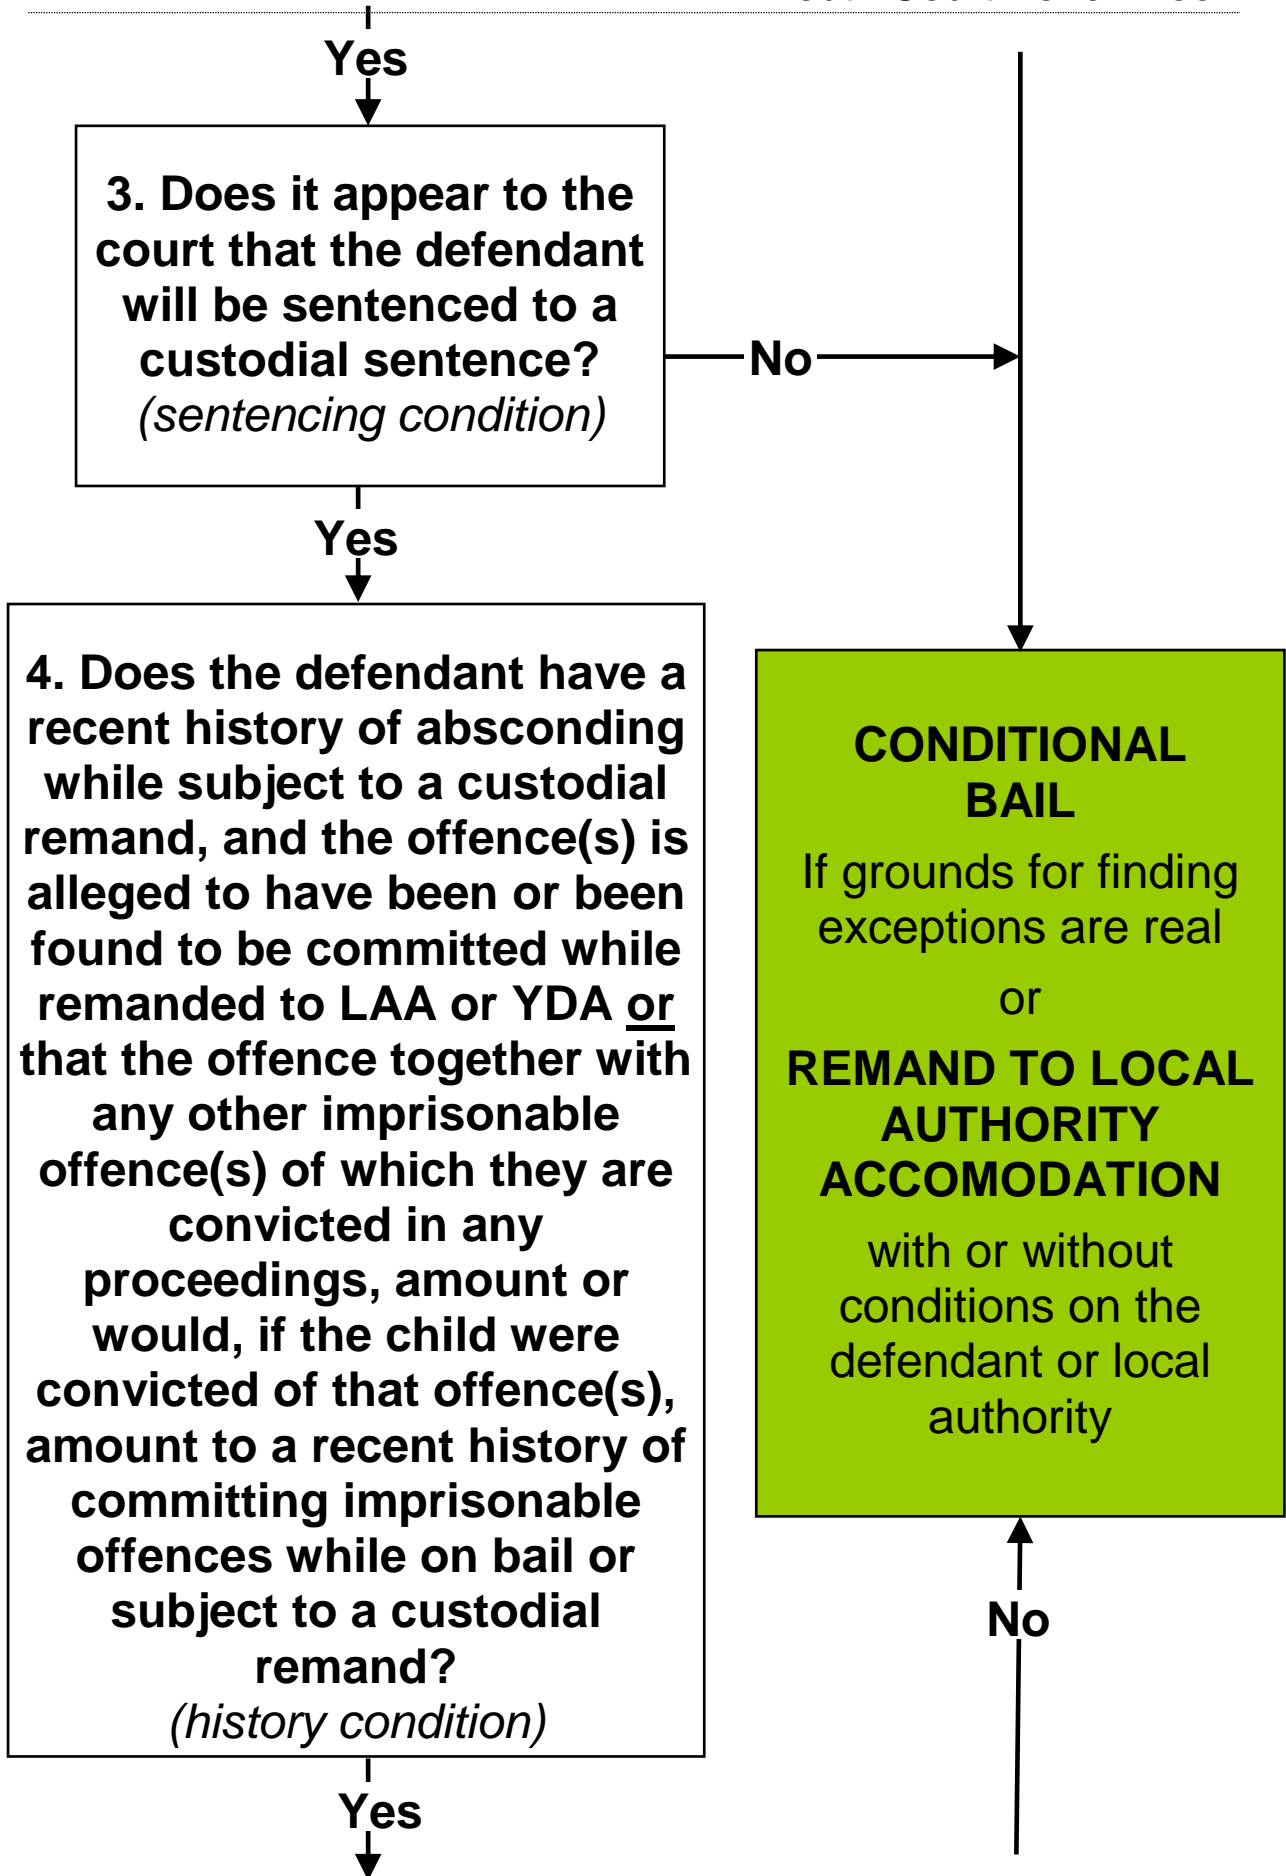 Yes
3. Does it appear to the
court that the defendant
will be sentenced to a
custodial sentence?
(sentencing condition)
No
Yes
4. Does the defendant have a
recent history of absconding
while subject to a custodial
remand, and the offence(s) is
alleged to have been or been
found to be committed while
remanded to LAA or YDA or
that the offence together with
any other imprisonable
offence(s) of which they are
convicted in any
proceedings, amount or
would, if the child were
convicted of that offence(s),
amount to a recent history of
committing imprisonable
offences while on bail or
subject to a custodial
remand?
(history condition)
Yes
CONDITIONAL
BAIL
If grounds for finding
exceptions are real
or
REMAND TO LOCAL
AUTHORITY
ACCOMODATION
with or without
conditions on the
defendant or local
authority
No